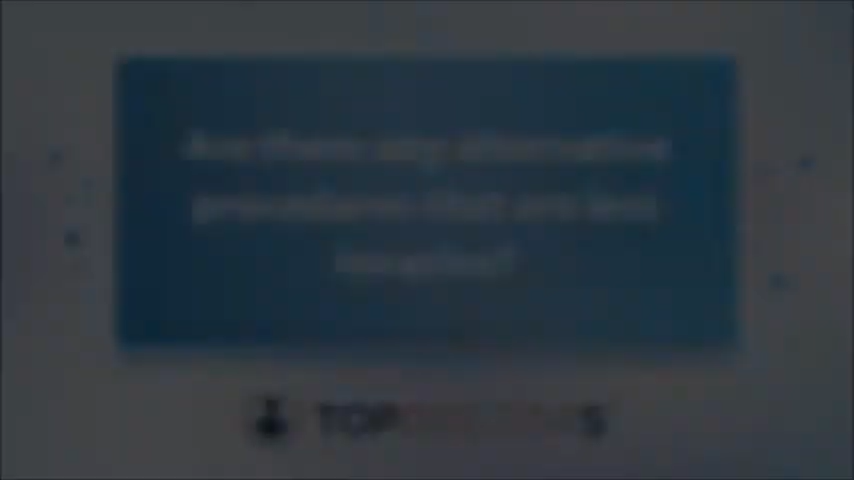 Are there any alternative
procedures that are less
invasive?
TOP
S